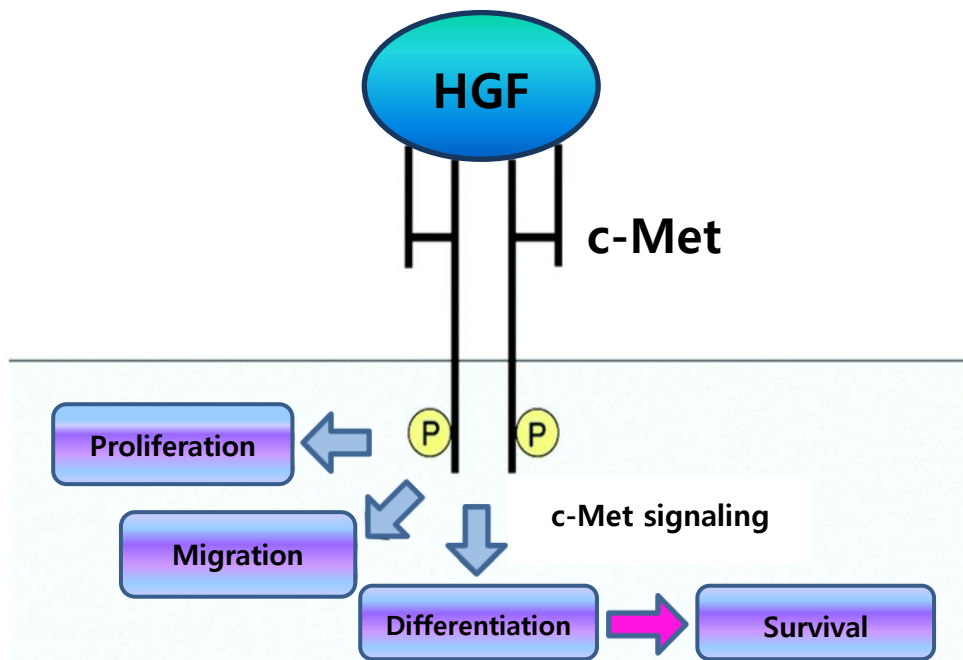 HGF
c-Met
P
P
Proliferation
c-Met signaling
Migration
Differentiation
Survival